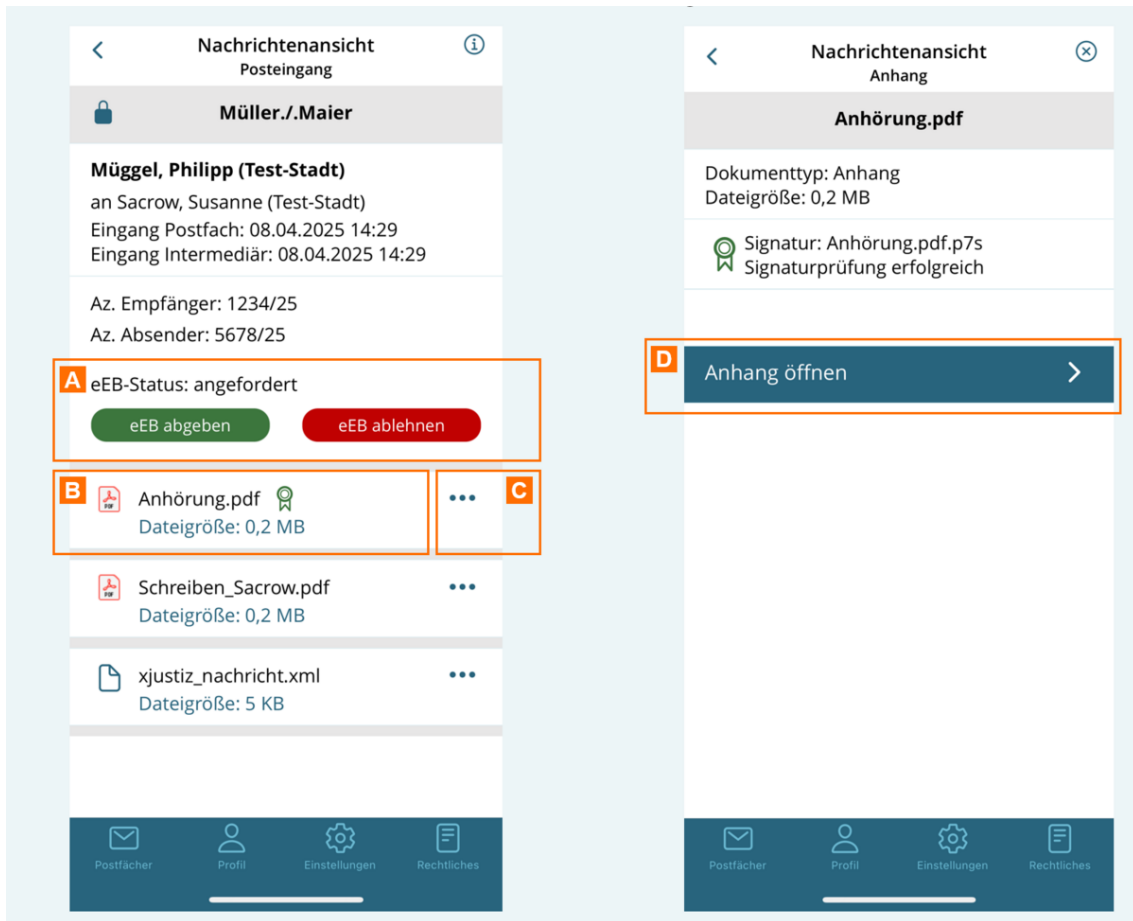 Nachrichtenansicht
Posteingang
Müller./.Maier
Müggel, Philipp (Test-Stadt)
an Sacrow, Susanne (Test-Stadt)
Eingang Postfach: 08.04.2025 14:29
Eingang Intermediär: 08.04.2025 14:29
Az. Empfänger: 1234/25
Az. Absender: 5678/25
A eEB-Status: angefordert
eEB abgeben eEB ablehnen
B Anhörung.pdf C
PDF
Dateigröße: 0,2 MB
Schreiben_Sacrow.pdf
PDF
Dateigröße: 0,2 MB
xjustiz_nachricht.xml
Dateigröße: 5 KB
Postfächer Profil Einstellungen Rechtliches
Nachrichtenansicht
Anhang
Anhörung.pdf
Dokumenttyp: Anhang
Dateigröße: 0,2 MB
Signatur: Anhörung.pdf.p7s
Signaturprüfung erfolgreich
D
Anhang öffnen
Postfächer Profil Einstellungen Rechtliches